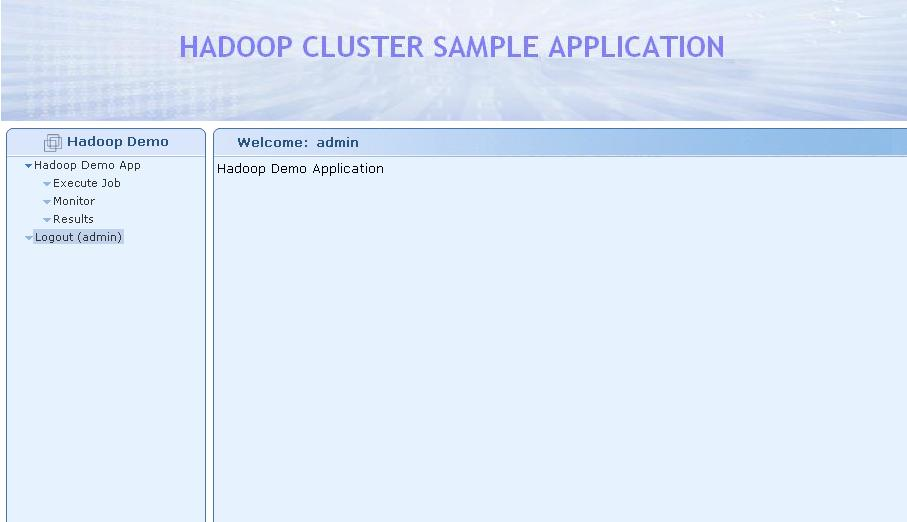 HADOOP CLUSTER SAMPLE APPLICATION
Hadoop Demo
Hadoop Demo App
Execute Job
Monitor
Results
Logout (admin)
Welcome: admin
Hadoop Demo Application